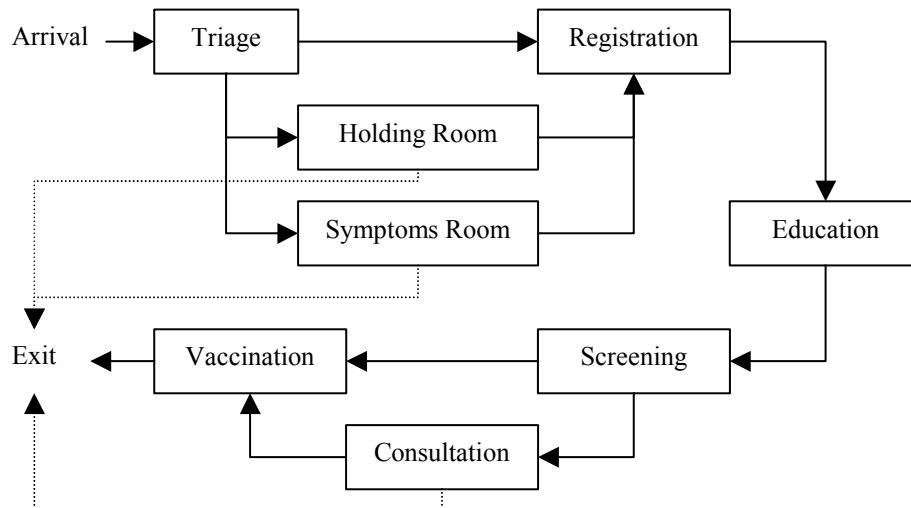 Arrival
Triage
Registration
Holding Room
Symptoms Room
Education
Exit
Vaccination
Screening
Consultation